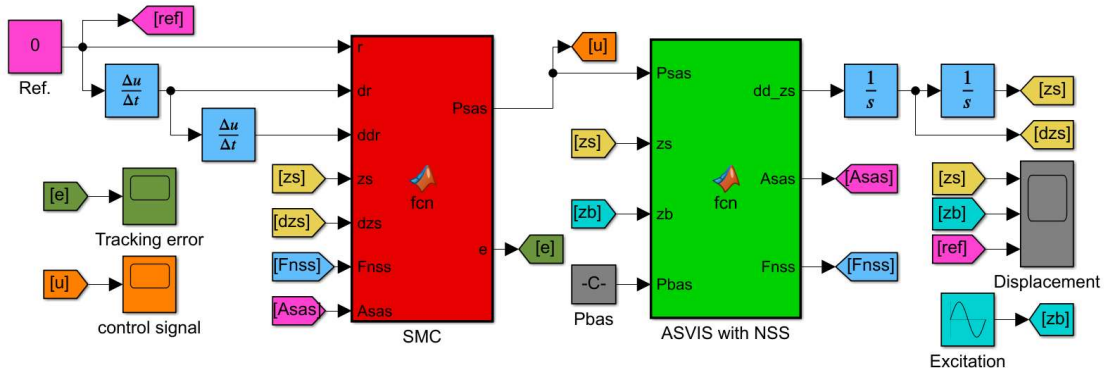 [ref]
0
Ref.
Δu
Δt
Δu
Δt
r
dr
ddr
zs
dzs
Fnss
Asas
Psas
e
fcn
SMC
[zs]
[dzs]
[Fnss]
[Asas]
[e]
Tracking error
[u]
control signal
[u]
[e]
[zs]
[zb]
-C-
Pbas
Psas
zs
zb
Pbas
dd_zs
Asas
Fnss
fcn
ASVIS with NSS
1
s
1
s
[zs]
[dzs]
[Asas]
[Fnss]
[zs]
[zb]
[ref]
Displacement
[zb]
Excitation